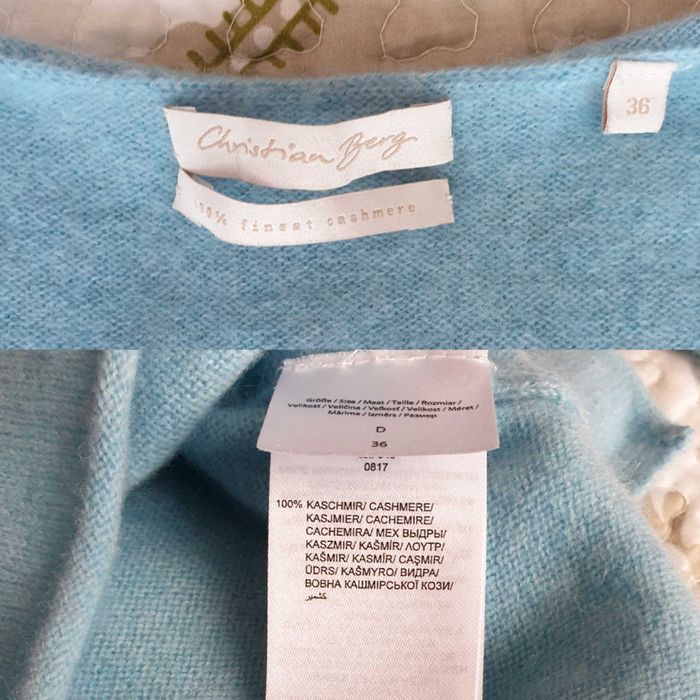 Christian Berg
100% finest cashmere
36
Größe / Size / Maat / Taille / Rozmiar /
Velikost / Veličina / Veľkosť / Velikost / Méret /
Mărime / Izmērs / Размер
D
36
0817
100% KASCHMIR/ CASHMERE/
KASJMIER/ CACHEMIRE/
CACHEMIRA/ МЕХ ВЫДРЫ/
KASZMIR/ KAŠMÍR/ ΛΟΥΤΡ/
KAŠMIR/ KASMÍR/ CAŞMIR/
ŪDRS/ KAŠMYRO/ ВИДРА/
ВОВНА КАШМІРСЬКОЇ КОЗИ/
كشمير